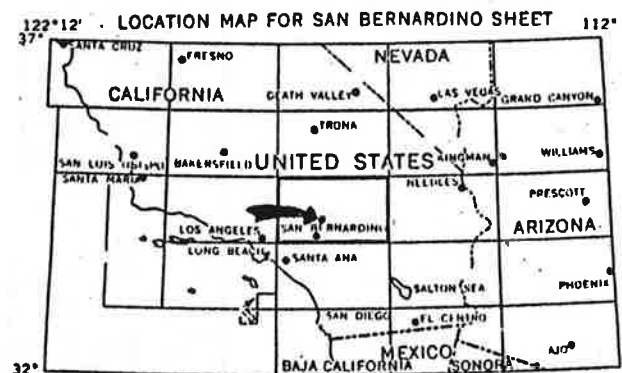 122°12' . LOCATION MAP FOR SAN BERNARDINO SHEET 112°
37°
SANTA CRUZ
FRESNO
NEVADA
CALIFORNIA
DEATH VALLEY
LAS VEGAS
GRAND CANYON
TRONA
SAN LUIS OBISPO
BAKERSFIELD
UNITED STATES
KINGMAN
WILLIAMS
SANTA MARIA
NEEDLES
PRESCOTT
LOS ANGELES
SAN BERNARDINO
ARIZONA
LONG BEACH
SANTA ANA
SALTON SEA
PHOENIX
SAN DIEGO
EL CENTRO
MEXICO
AJO
32°
BAJA CALIFORNIA
SONORA